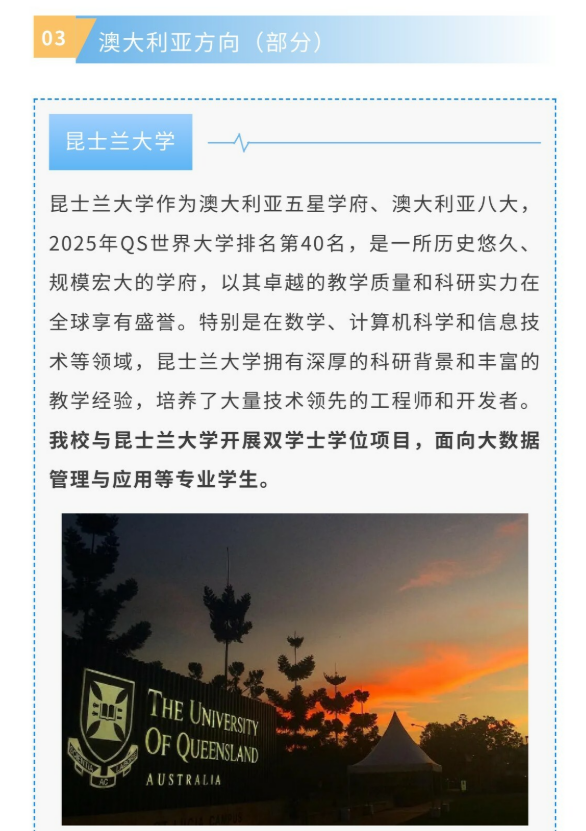 03 澳大利亚方向（部分）
昆士兰大学
昆士兰大学作为澳大利亚五星学府、澳大利亚八大，
2025年QS世界大学排名第40名，是一所历史悠久、
规模宏大的学府，以其卓越的教学质量和科研实力在
全球享有盛誉。特别是在数学、计算机科学和信息技
术等领域，昆士兰大学拥有深厚的科研背景和丰富的
教学经验，培养了大量技术领先的工程师和开发者。
我校与昆士兰大学开展双学士学位项目，面向大数据
管理与应用等专业学生。
THE UNIVERSITY
OF QUEENSLAND
AUSTRALIA